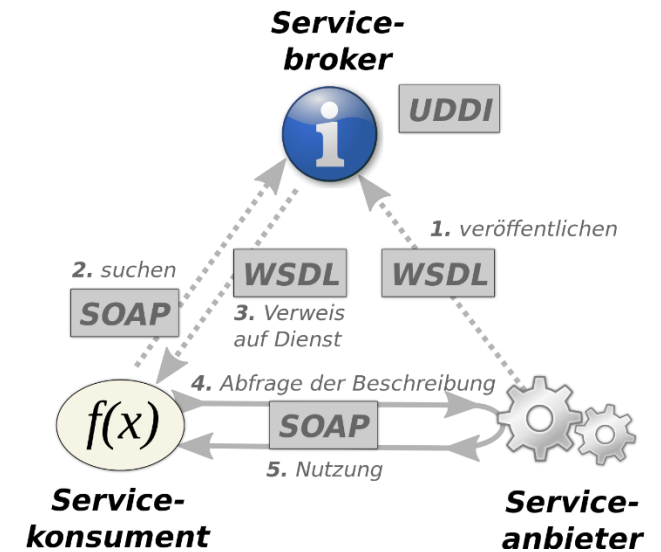 Service-
broker
UDDI
1. veröffentlichen
2. suchen
WSDL
WSDL
SOAP
3. Verweis
auf Dienst
4. Abfrage der Beschreibung
f(x)
SOAP
5. Nutzung
Service-
konsument
Service-
anbieter